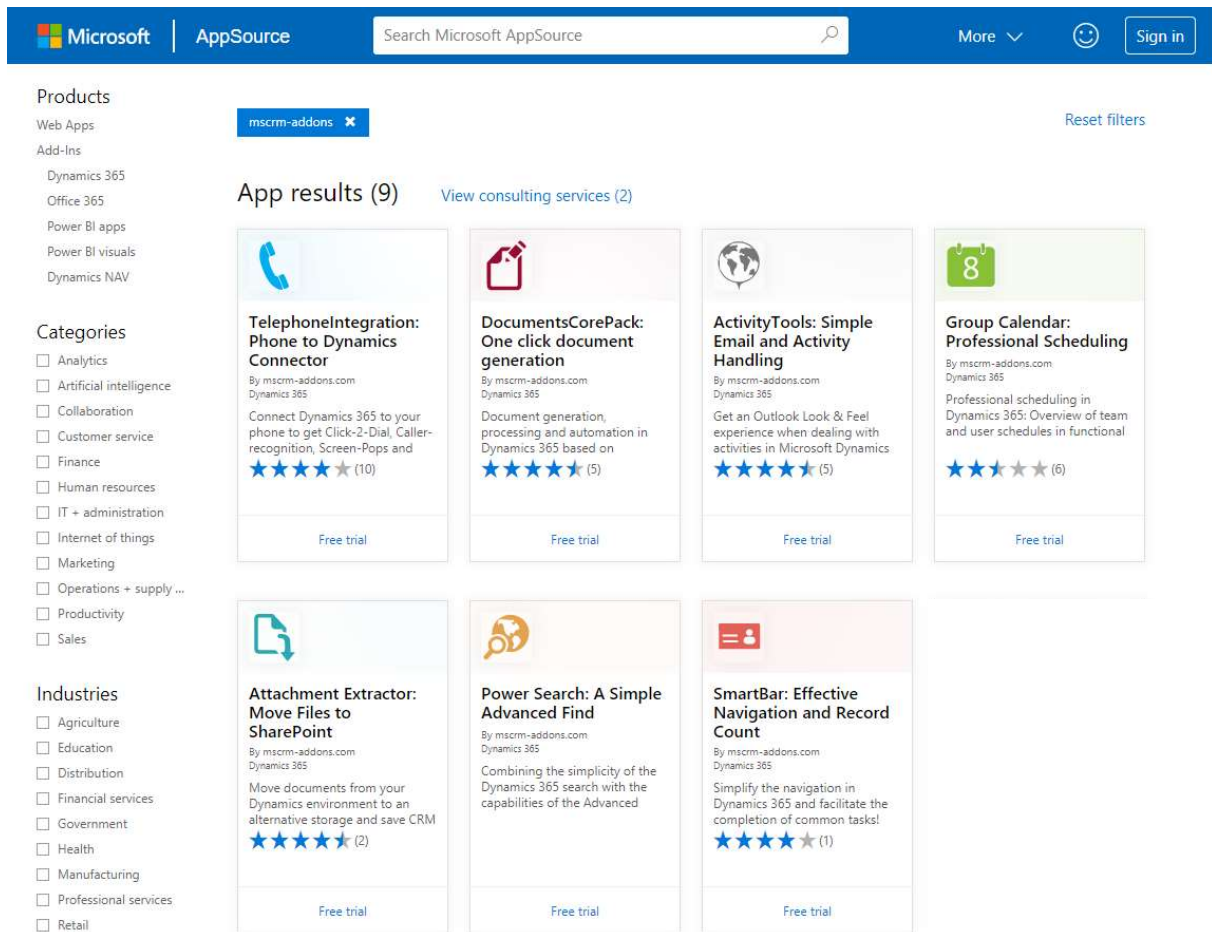 Microsoft
AppSource
Search Microsoft AppSource
More
Sign in
Products
Web Apps
Add-Ins
Dynamics 365
Office 365
Power BI apps
Power BI visuals
Dynamics NAV
Categories
Analytics
Artificial intelligence
Collaboration
Customer service
Finance
Human resources
IT + administration
Internet of things
Marketing
Operations + supply ...
Productivity
Sales
Industries
Agriculture
Education
Distribution
Financial services
Government
Health
Manufacturing
Professional services
Retail
mscrm-addons
Reset filters
App results (9)
View consulting services (2)
TelephoneIntegration:
Phone to Dynamics
Connector
By mscrm-addons.com
Dynamics 365
Connect Dynamics 365 to your
phone to get Click-2-Dial, Caller-
recognition, Screen-Pops and
(10)
Free trial
DocumentsCorePack:
One click document
generation
By mscrm-addons.com
Dynamics 365
Document generation,
processing and automation in
Dynamics 365 based on
(5)
Free trial
ActivityTools: Simple
Email and Activity
Handling
By mscrm-addons.com
Dynamics 365
Get an Outlook Look & Feel
experience when dealing with
activities in Microsoft Dynamics
(5)
Free trial
8
Group Calendar:
Professional Scheduling
By mscrm-addons.com
Dynamics 365
Professional scheduling in
Dynamics 365: Overview of team
and user schedules in functional
(6)
Free trial
Attachment Extractor:
Move Files to
SharePoint
By mscrm-addons.com
Dynamics 365
Move documents from your
Dynamics environment to an
alternative storage and save CRM
(2)
Free trial
Power Search: A Simple
Advanced Find
By mscrm-addons.com
Dynamics 365
Combining the simplicity of the
Dynamics 365 search with the
capabilities of the Advanced
Free trial
SmartBar: Effective
Navigation and Record
Count
By mscrm-addons.com
Dynamics 365
Simplify the navigation in
Dynamics 365 and facilitate the
completion of common tasks!
(1)
Free trial